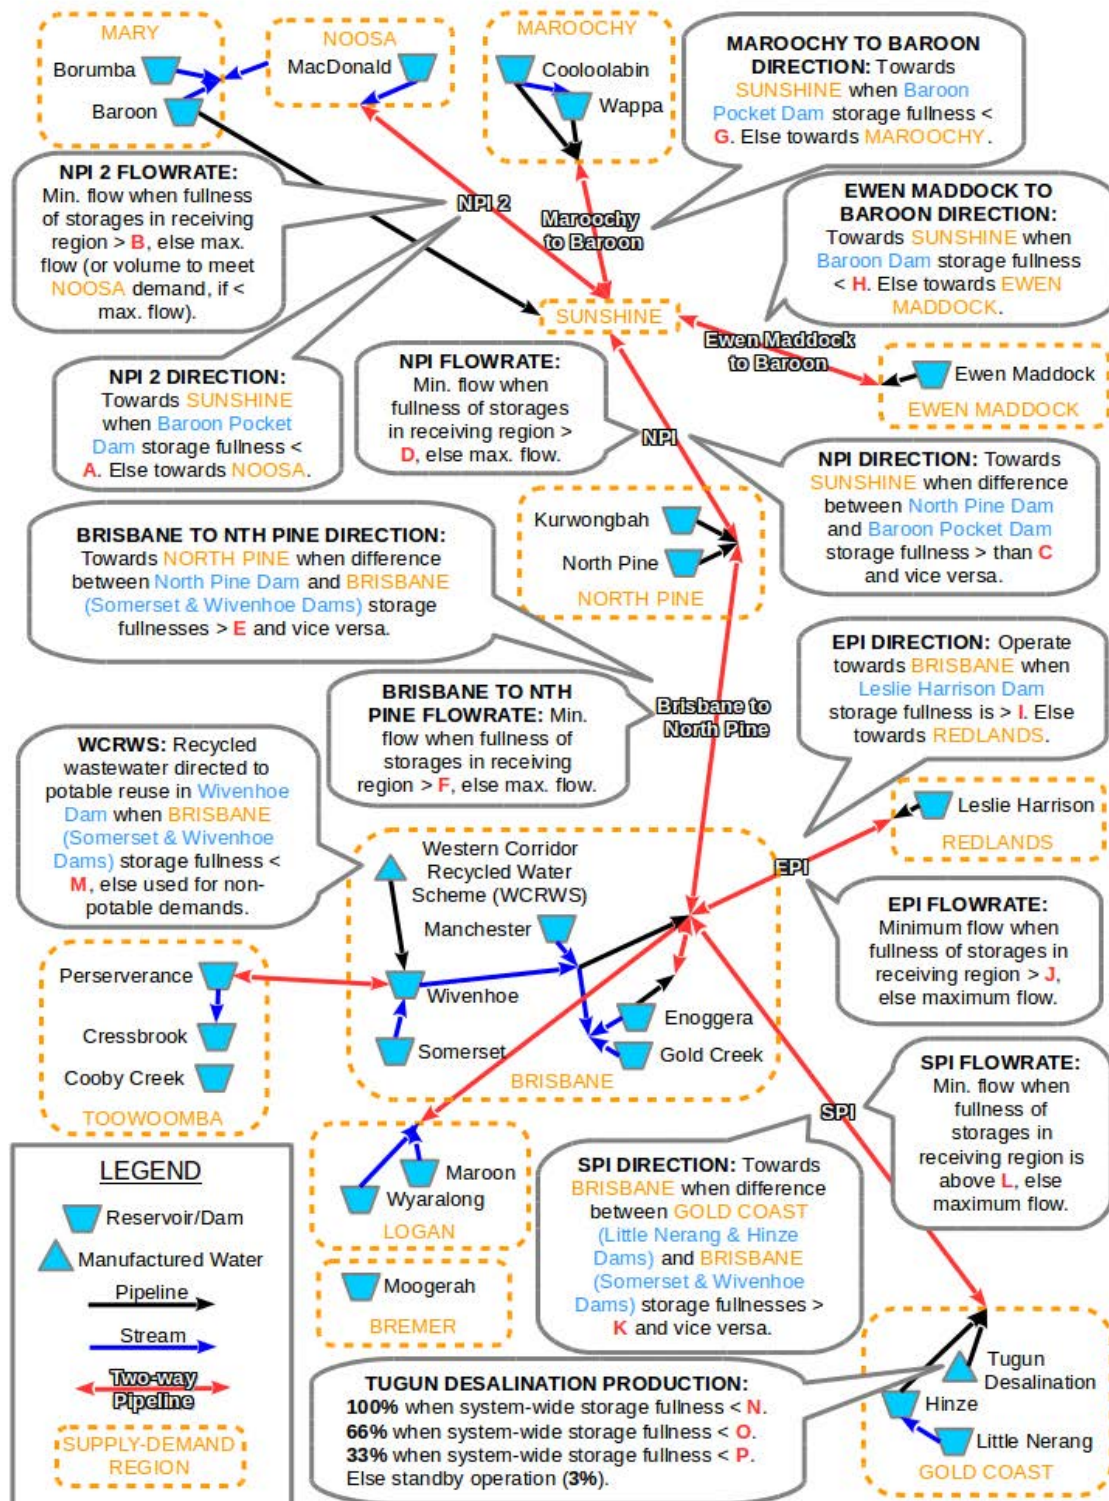 MARY
Borumba
Baroon
NOOSA
MacDonald
MAROOCHY
Cooloolabin
Wappa
MAROOCHY TO BAROON
DIRECTION: Towards
SUNSHINE when Baroon
Pocket Dam storage fullness <
G. Else towards MAROOCHY.
NPI 2 FLOWRATE:
Min. flow when fullness
of storages in receiving
region > B, else max.
flow (or volume to meet
NOOSA demand, if <
max. flow).
NPI 2
Maroochy
to Baroon
EWEN MADDOCK TO
BAROON DIRECTION:
Towards SUNSHINE when
Baroon Dam storage fullness
< H. Else towards EWEN
MADDOCK.
SUNSHINE
Ewen Maddock
to Baroon
Ewen Maddock
EWEN MADDOCK
NPI 2 DIRECTION:
Towards SUNSHINE
when Baroon Pocket
Dam storage fullness <
A. Else towards NOOSA.
NPI FLOWRATE:
Min. flow when
fullness of storages
in receiving region >
D, else max. flow.
NPI
NPI DIRECTION: Towards
SUNSHINE when difference
between North Pine Dam
and Baroon Pocket Dam
storage fullness > than C
and vice versa.
Kurwongbah
North Pine
NORTH PINE
BRISBANE TO NTH PINE DIRECTION:
Towards NORTH PINE when difference
between North Pine Dam and BRISBANE
(Somerset & Wivenhoe Dams) storage
fullnesses > E and vice versa.
EPI DIRECTION: Operate
towards BRISBANE when
Leslie Harrison Dam
storage fullness is > I. Else
towards REDLANDS.
BRISBANE TO NTH
PINE FLOWRATE: Min.
flow when fullness of
storages in receiving
region > F, else max. flow.
Brisbane to
North Pine
WCRWS: Recycled
wastewater directed to
potable reuse in Wivenhoe
Dam when BRISBANE
(Somerset & Wivenhoe
Dams) storage fullness <
M, else used for non-
potable demands.
Leslie Harrison
REDLANDS
EPI
Western Corridor
Recycled Water
Scheme (WCRWS)
Manchester
Wivenhoe
Somerset
Enoggera
Gold Creek
BRISBANE
EPI FLOWRATE:
Minimum flow when
fullness of storages in
receiving region > J,
else maximum flow.
Perserverance
Cressbrook
Cooby Creek
TOOWOOMBA
SPI FLOWRATE:
Min. flow when
fullness of
storages in
receiving region is
above L, else
maximum flow.
SPI
Maroon
Wyaralong
LOGAN
SPI DIRECTION: Towards
BRISBANE when difference
between GOLD COAST
(Little Nerang & Hinze
Dams) and BRISBANE
(Somerset & Wivenhoe
Dams) storage fullnesses >
K and vice versa.
Moogerah
BREMER
LEGEND
Reservoir/Dam
Manufactured Water
Pipeline
Stream
Two-way
Pipeline
SUPPLY-DEMAND
REGION
TUGUN DESALINATION PRODUCTION:
100% when system-wide storage fullness < N.
66% when system-wide storage fullness < O.
33% when system-wide storage fullness < P.
Else standby operation (3%).
Tugun
Desalination
Hinze
Little Nerang
GOLD COAST